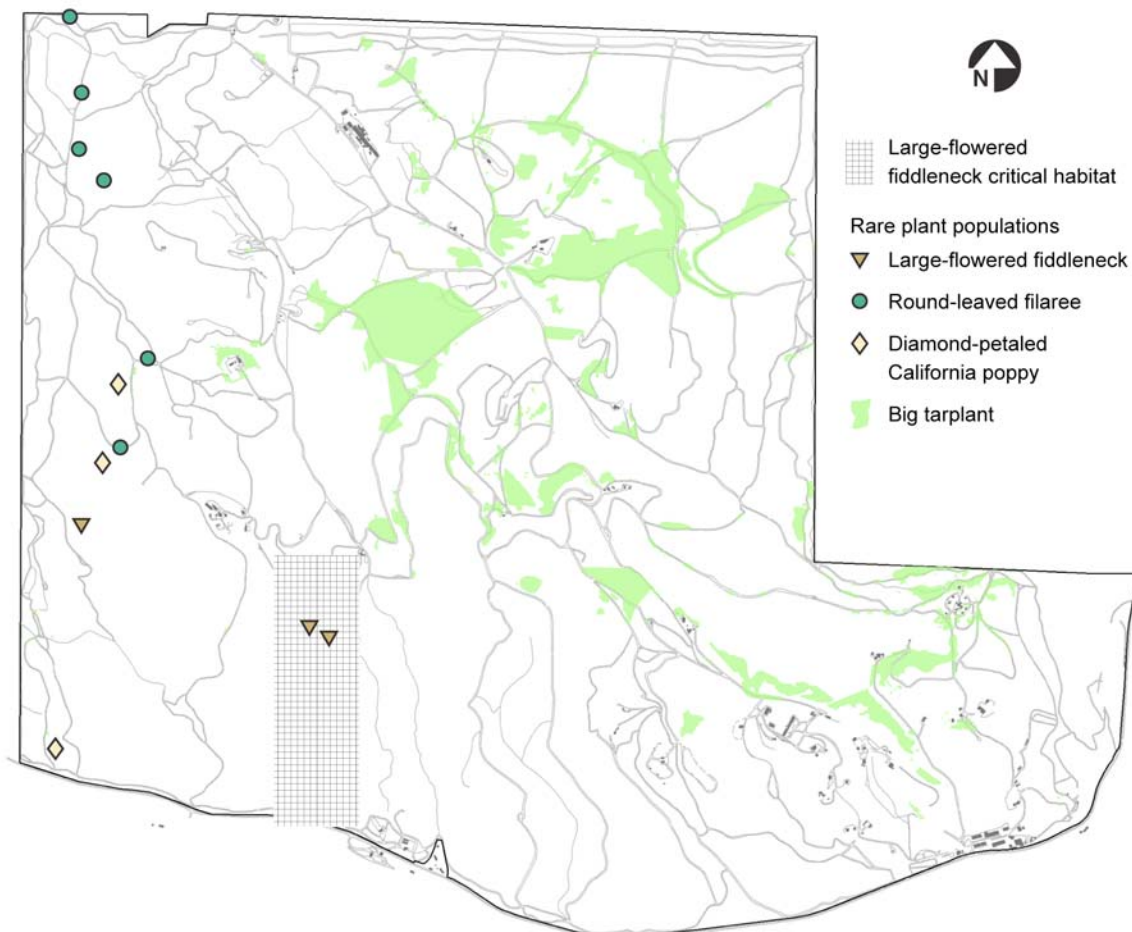 N
Large-flowered
fiddleneck critical habitat
Rare plant populations
Large-flowered fiddleneck
Round-leaved filaree
Diamond-petaled
California poppy
Big tarplant